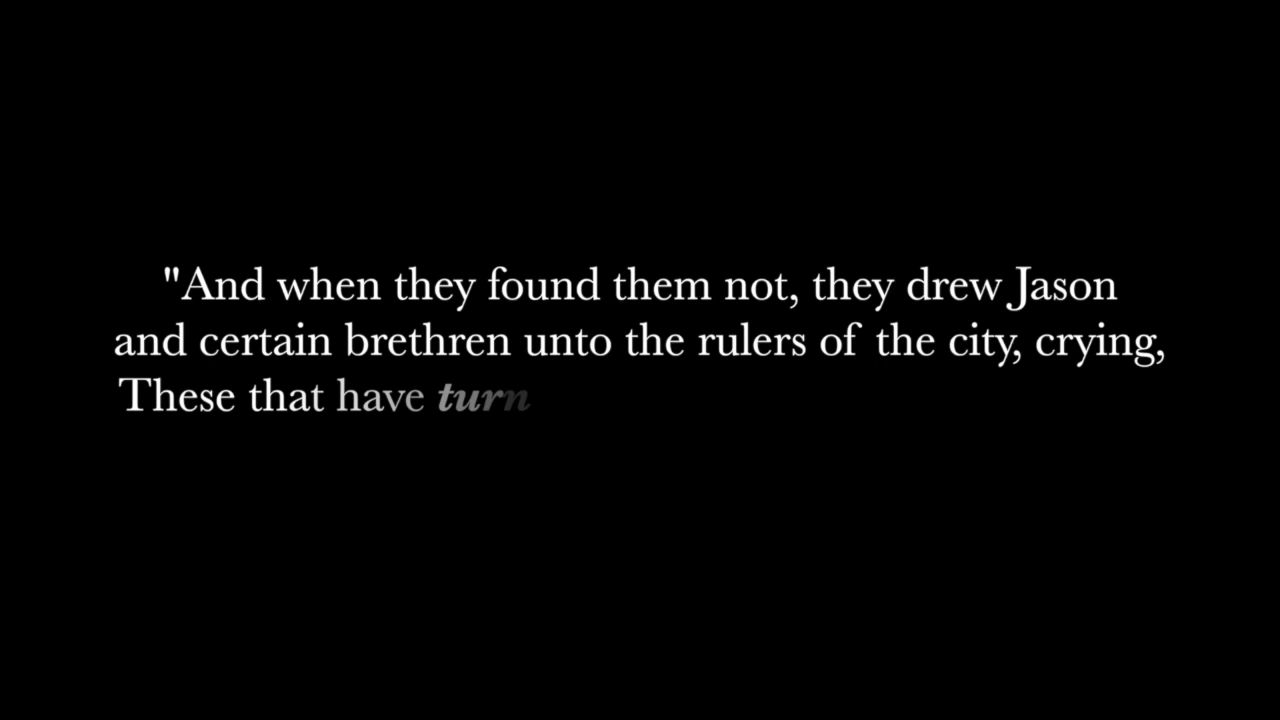 "And when they found them not, they drew Jason
and certain brethren unto the rulers of the city, crying,
These that have turn